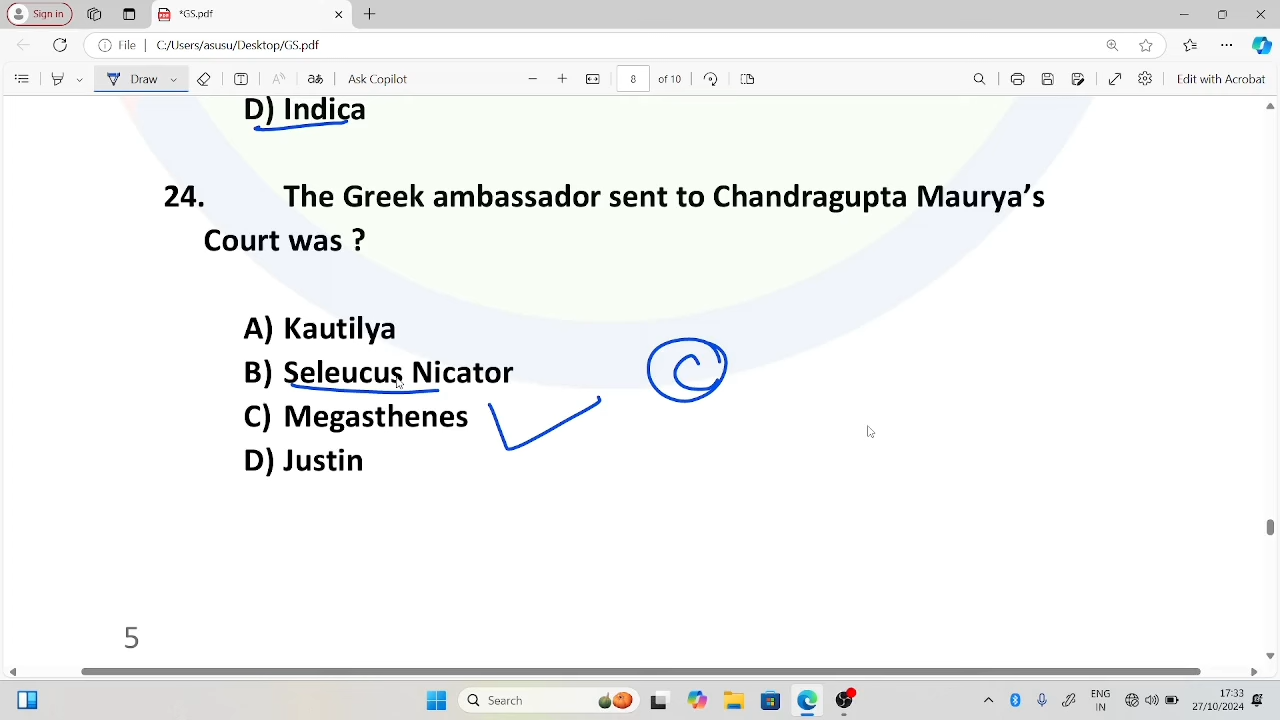 Sign in
*GS.pdf
File
C:/Users/asusu/Desktop/GS.pdf
Draw
Ask Copilot
8
of 10
Edit with Acrobat
D) Indica
24. The Greek ambassador sent to Chandragupta Maurya’s
Court was ?
A) Kautilya
B) Seleucus Nicator
C) Megasthenes
D) Justin
C
5
Search
ENG
IN
17:38
27/10/2025